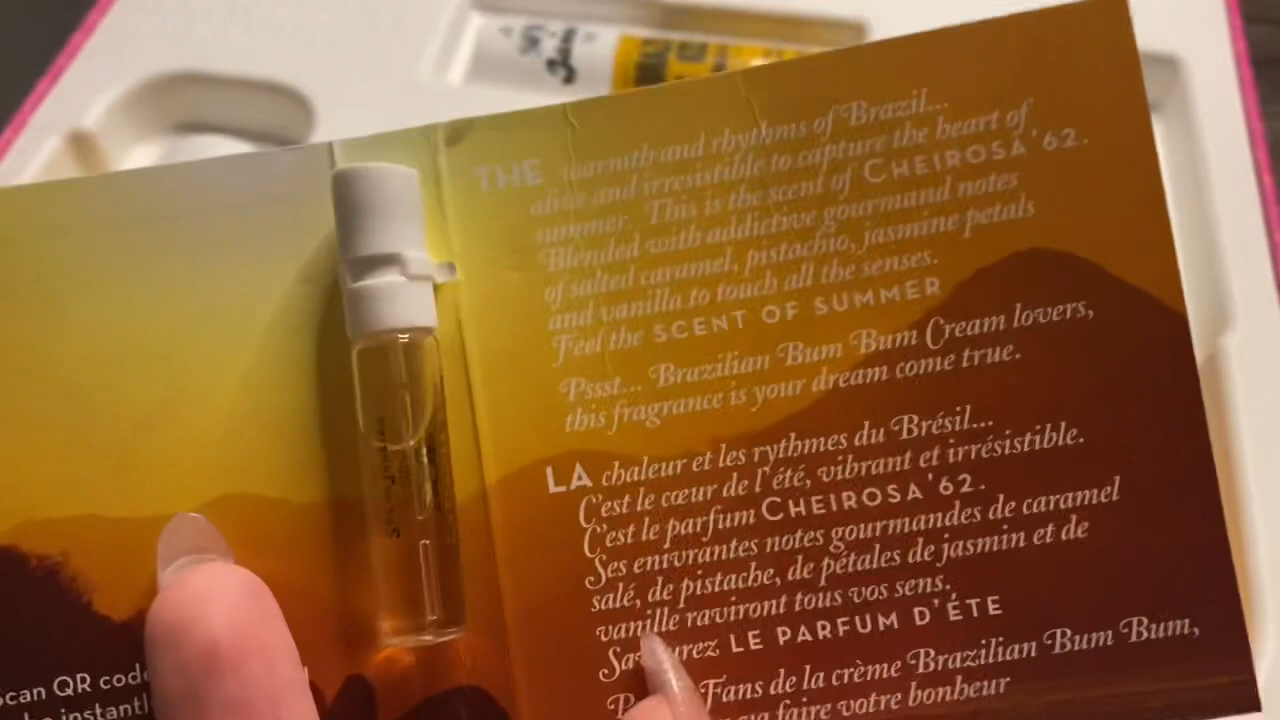 THE warmth and rhythms of Brazil...
alive and irresistible to capture the heart of
summer. This is the scent of CHEIROSA '62.
Blended with addictive gourmand notes
of salted caramel, pistachio, jasmine petals
and vanilla to touch all the senses.
Feel the SCENT OF SUMMER
Pssst... Brazilian Bum Bum Cream lovers,
this fragrance is your dream come true.
LA chaleur et les rythmes du Brésil...
C'est le cœur de l'été, vibrant et irrésistible.
C'est le parfum CHEIROSA '62.
Ses enivrantes notes gourmandes de caramel
salé, de pistache, de pétales de jasmin et de
vanille raviront tous vos sens.
LE PARFUM D'ÉTE
Fans de la crème Brazilian Bum Bum,
faire votre bonheur
Scan QR code
instantl